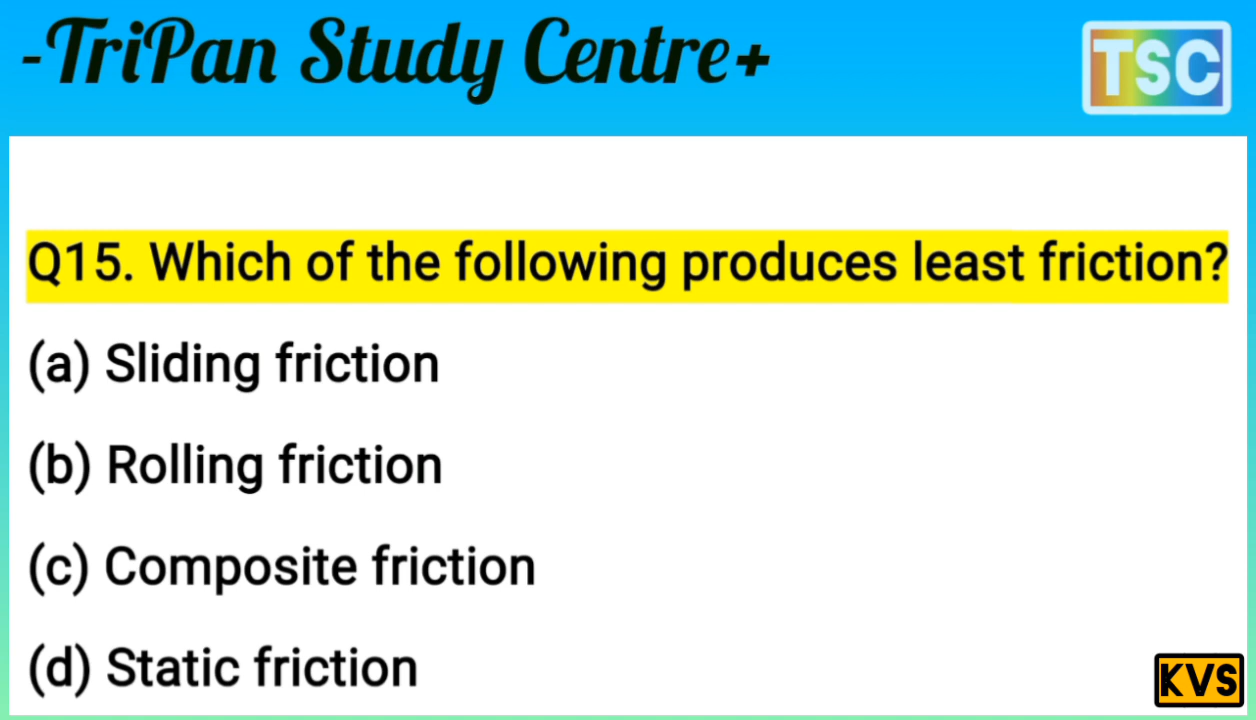 -TriPan Study Centre+
TSC
Q15. Which of the following produces least friction?
(a) Sliding friction
(b) Rolling friction
(c) Composite friction
(d) Static friction
KVS